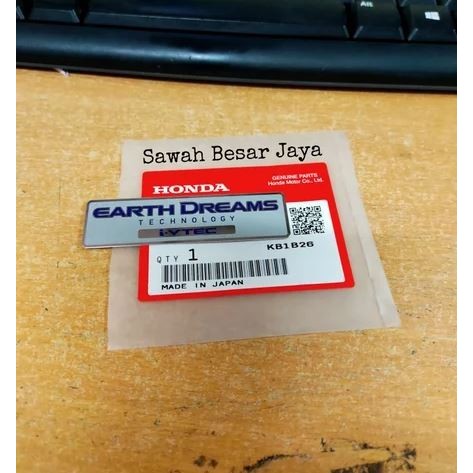 Sawah Besar Jaya
GENUINE PARTS
HONDA Honda Motor Co., Ltd.
EARTH DREAMS
TECHNOLOGY
i-VTEC
KB1B26
QTY 1
MADE IN JAPAN